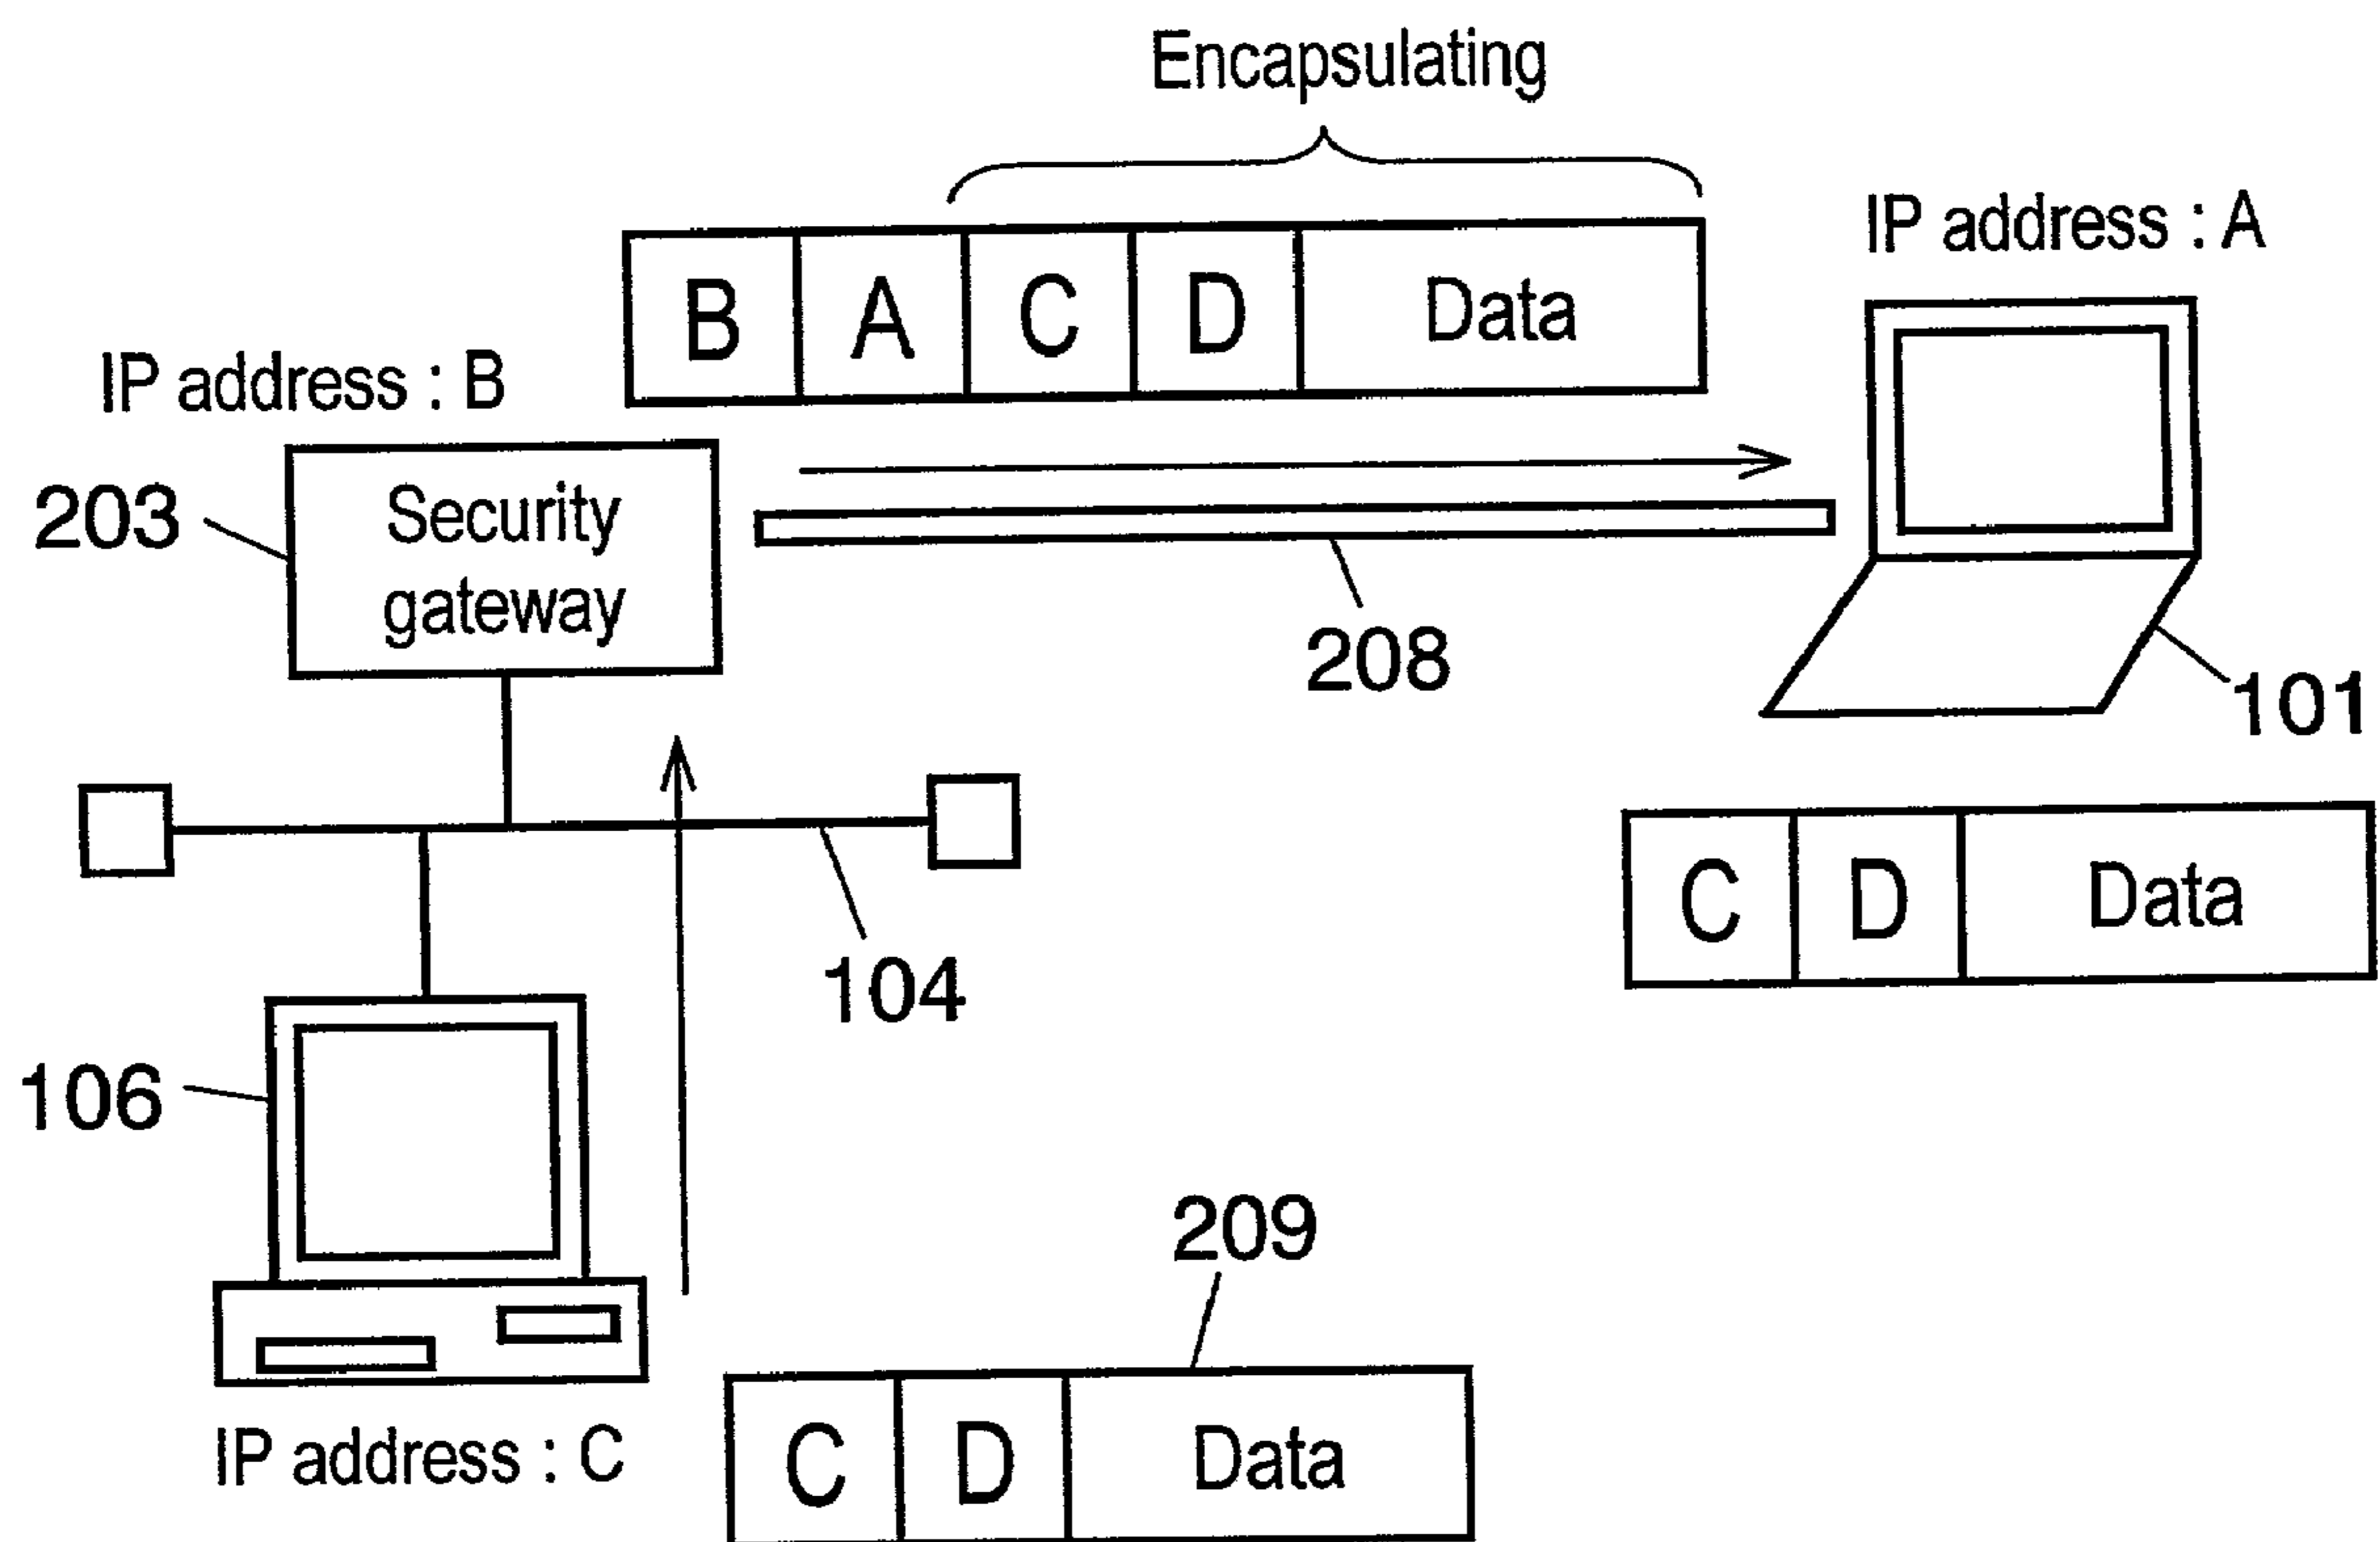 Encapsulating
IP address : A
B A C D Data
IP address : B
203
Security
gateway
208
101
C D Data
104
106
209
IP address : C
C D Data